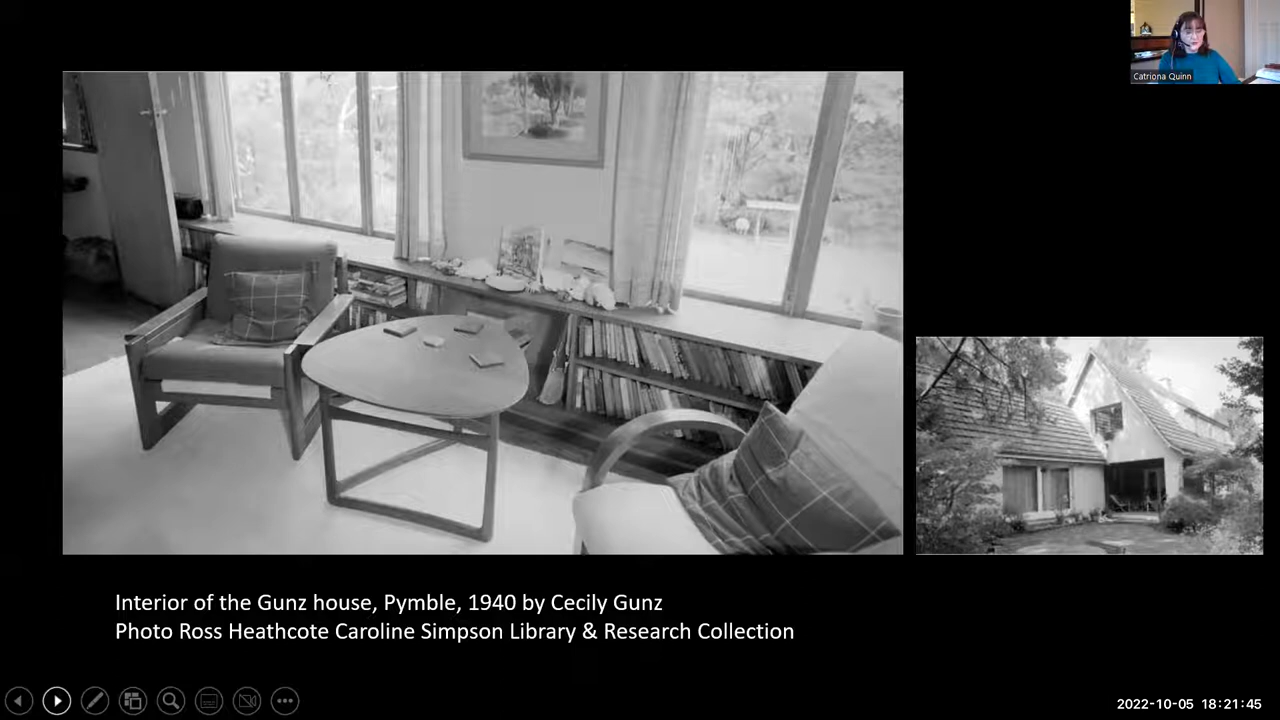 Catriona Quinn
Interior of the Gunz house, Pymble, 1940 by Cecily Gunz
Photo Ross Heathcote Caroline Simpson Library & Research Collection
2022-10-05 18:21:45